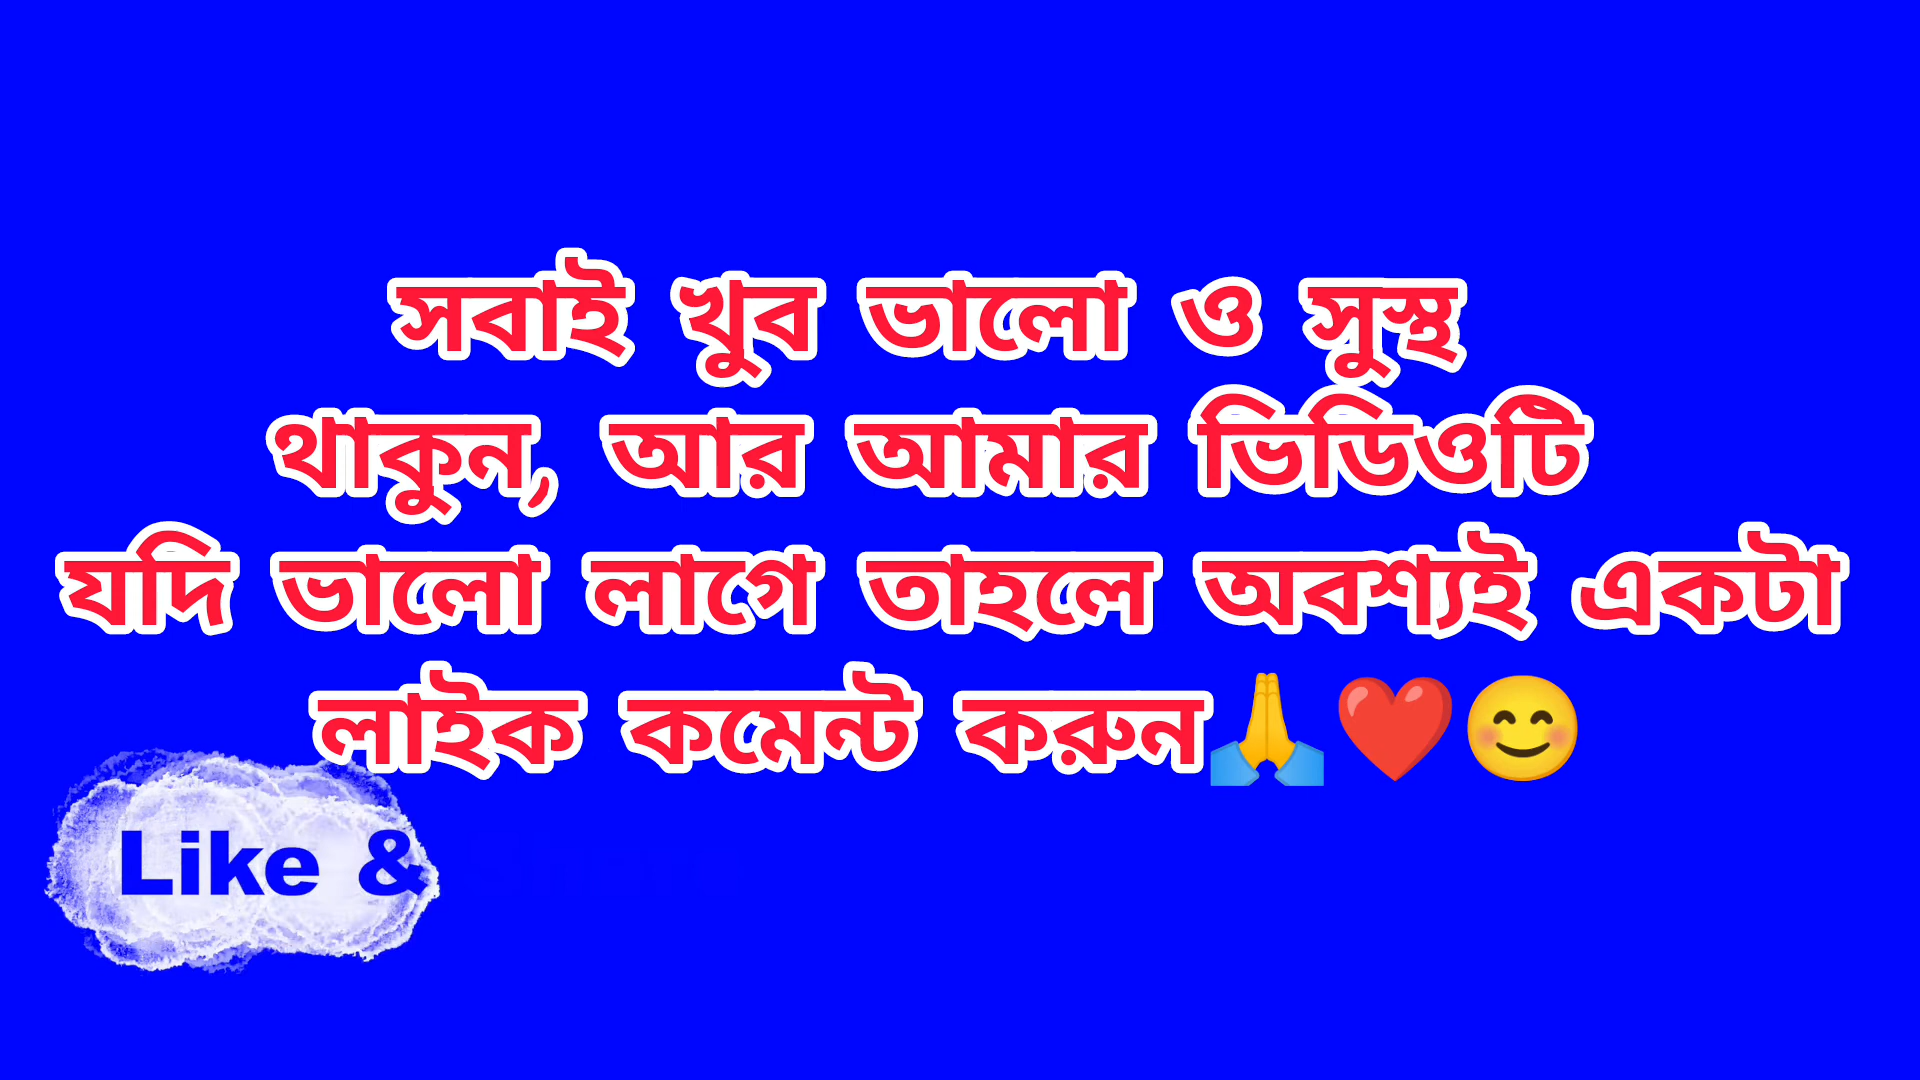 সবাই খুব ভালো ও সুস্থ
থাকুন, আর আমার ভিডিওটি
যদি ভালো লাগে তাহলে অবশ্যই একটা
লাইক কমেন্ট করুন🙏❤️😊
Like &